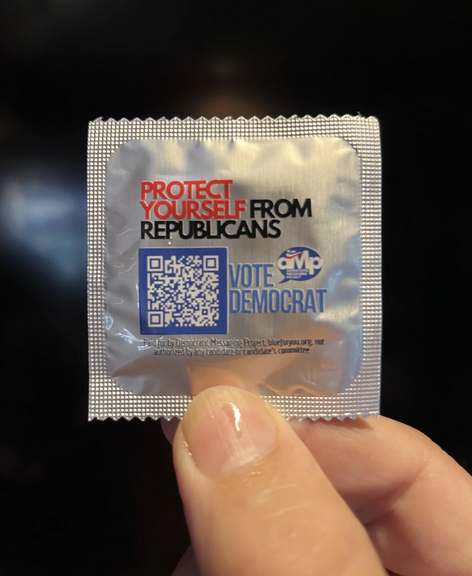 PROTECT
YOURSELF FROM
REPUBLICANS
VOTE
DEMOCRAT
Paid for by Democratic Messaging Project, blueforyou.org, not
authorized by any candidate or candidate's committee